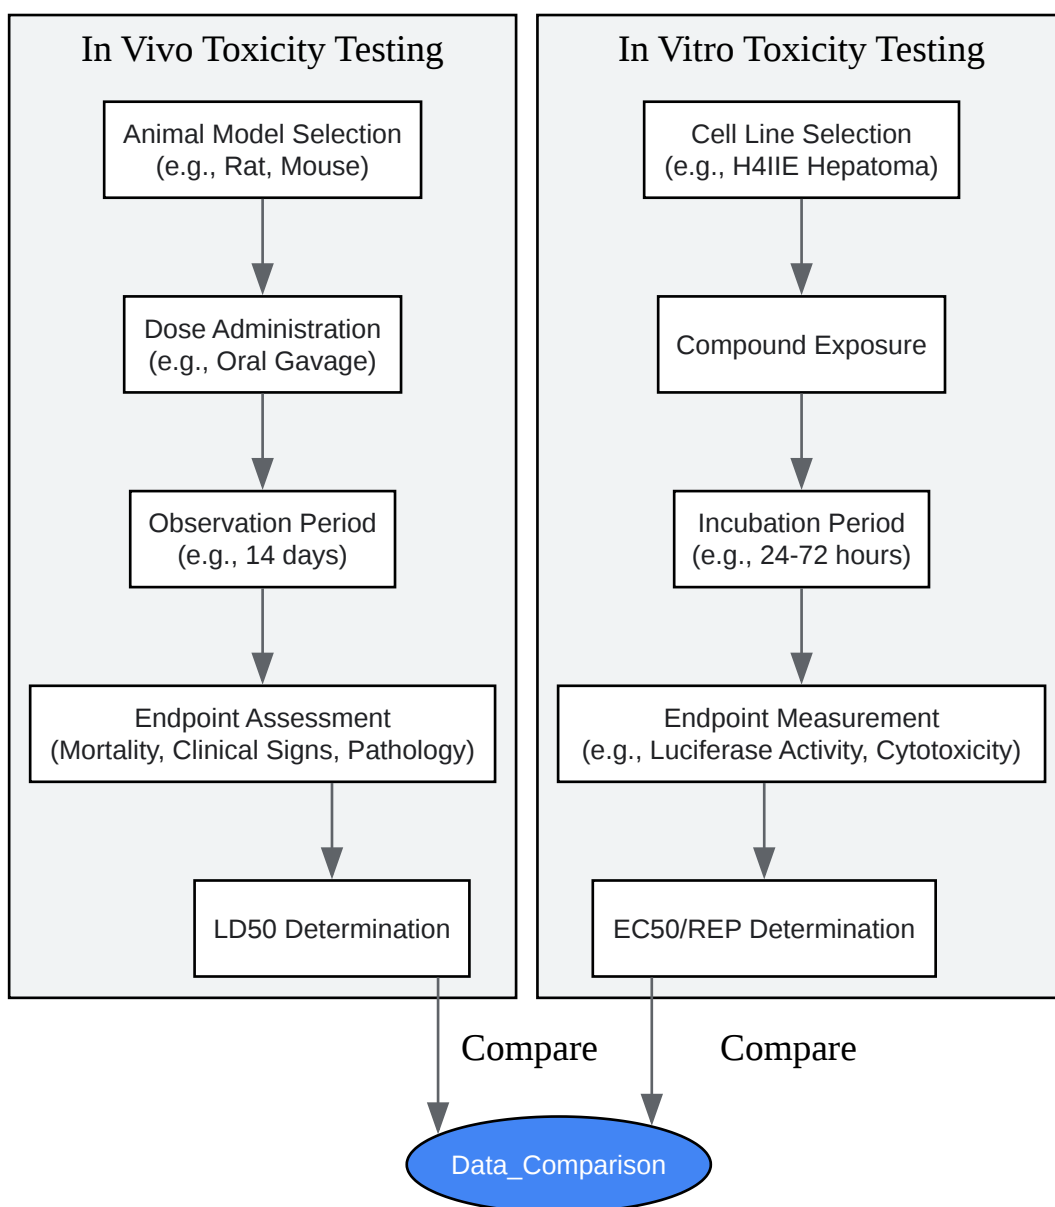 In Vivo Toxicity Testing
Animal Model Selection
(e.g., Rat, Mouse)
Dose Administration
(e.g., Oral Gavage)
Observation Period
(e.g., 14 days)
Endpoint Assessment
(Mortality, Clinical Signs, Pathology)
LD50 Determination
In Vitro Toxicity Testing
Cell Line Selection
(e.g., H4IIE Hepatoma)
Compound Exposure
Incubation Period
(e.g., 24-72 hours)
Endpoint Measurement
(e.g., Luciferase Activity, Cytotoxicity)
EC50/REP Determination
Compare
Compare
Data_Comparison